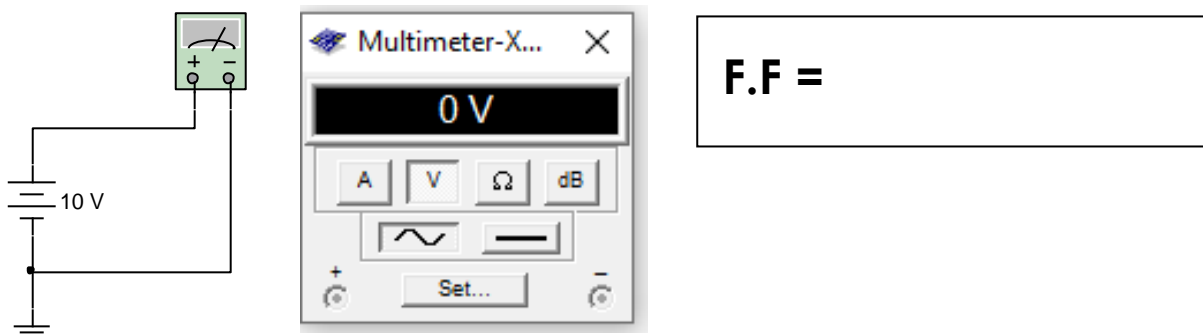 + −
10 V
Multimeter-X...
0 V
A V Ω dB
+ −
Set...
F.F =